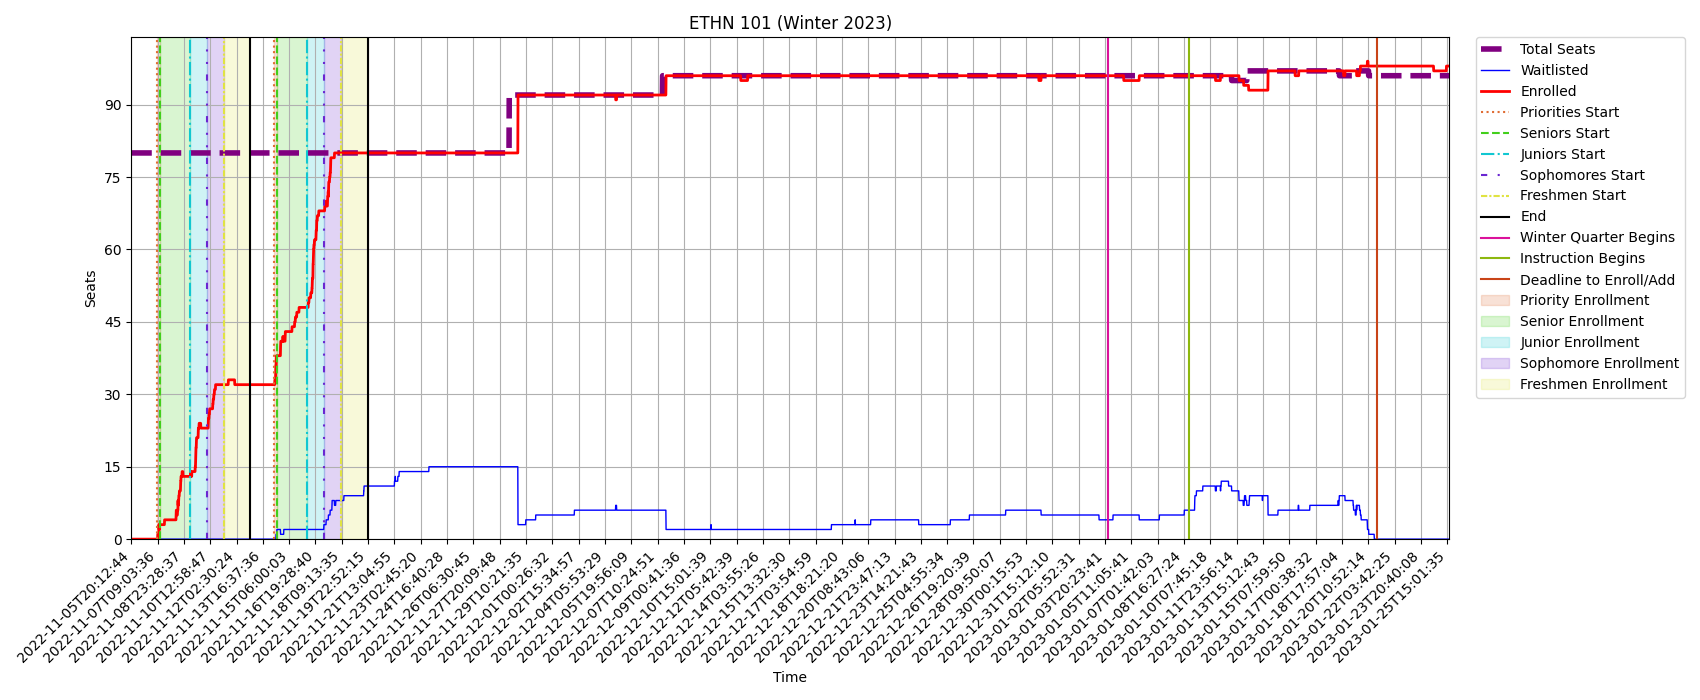 ETHN 101 (Winter 2023)
Seats
90
75
60
45
30
15
0
2022-11-05T20:12:44
2022-11-07T09:03:36
2022-11-08T23:28:37
2022-11-10T12:58:47
2022-11-12T02:30:24
2022-11-13T16:37:36
2022-11-15T06:00:03
2022-11-16T19:28:40
2022-11-18T09:13:35
2022-11-19T22:52:15
2022-11-21T13:04:55
2022-11-23T02:45:20
2022-11-24T16:40:28
2022-11-26T06:30:45
2022-11-27T20:09:48
2022-11-29T10:21:35
2022-12-01T00:26:32
2022-12-02T15:34:57
2022-12-04T05:53:29
2022-12-05T19:56:09
2022-12-07T10:24:51
2022-12-09T00:41:36
2022-12-10T15:01:39
2022-12-12T05:42:39
2022-12-14T03:55:26
2022-12-15T13:32:30
2022-12-17T03:54:59
2022-12-18T18:21:20
2022-12-20T08:43:06
2022-12-21T23:47:13
2022-12-23T14:21:43
2022-12-25T04:55:34
2022-12-26T19:20:39
2022-12-28T09:50:07
2022-12-30T00:15:53
2022-12-31T15:12:10
2023-01-02T05:52:31
2023-01-03T20:23:41
2023-01-05T11:05:41
2023-01-07T01:42:03
2023-01-08T16:27:24
2023-01-10T07:45:18
2023-01-11T23:56:14
2023-01-13T15:12:43
2023-01-15T07:59:50
2023-01-17T00:38:32
2023-01-18T17:57:04
2023-01-20T10:52:14
2023-01-22T03:42:25
2023-01-23T20:40:08
2023-01-25T15:01:35
Time
Total Seats
Waitlisted
Enrolled
Priorities Start
Seniors Start
Juniors Start
Sophomores Start
Freshmen Start
End
Winter Quarter Begins
Instruction Begins
Deadline to Enroll/Add
Priority Enrollment
Senior Enrollment
Junior Enrollment
Sophomore Enrollment
Freshmen Enrollment